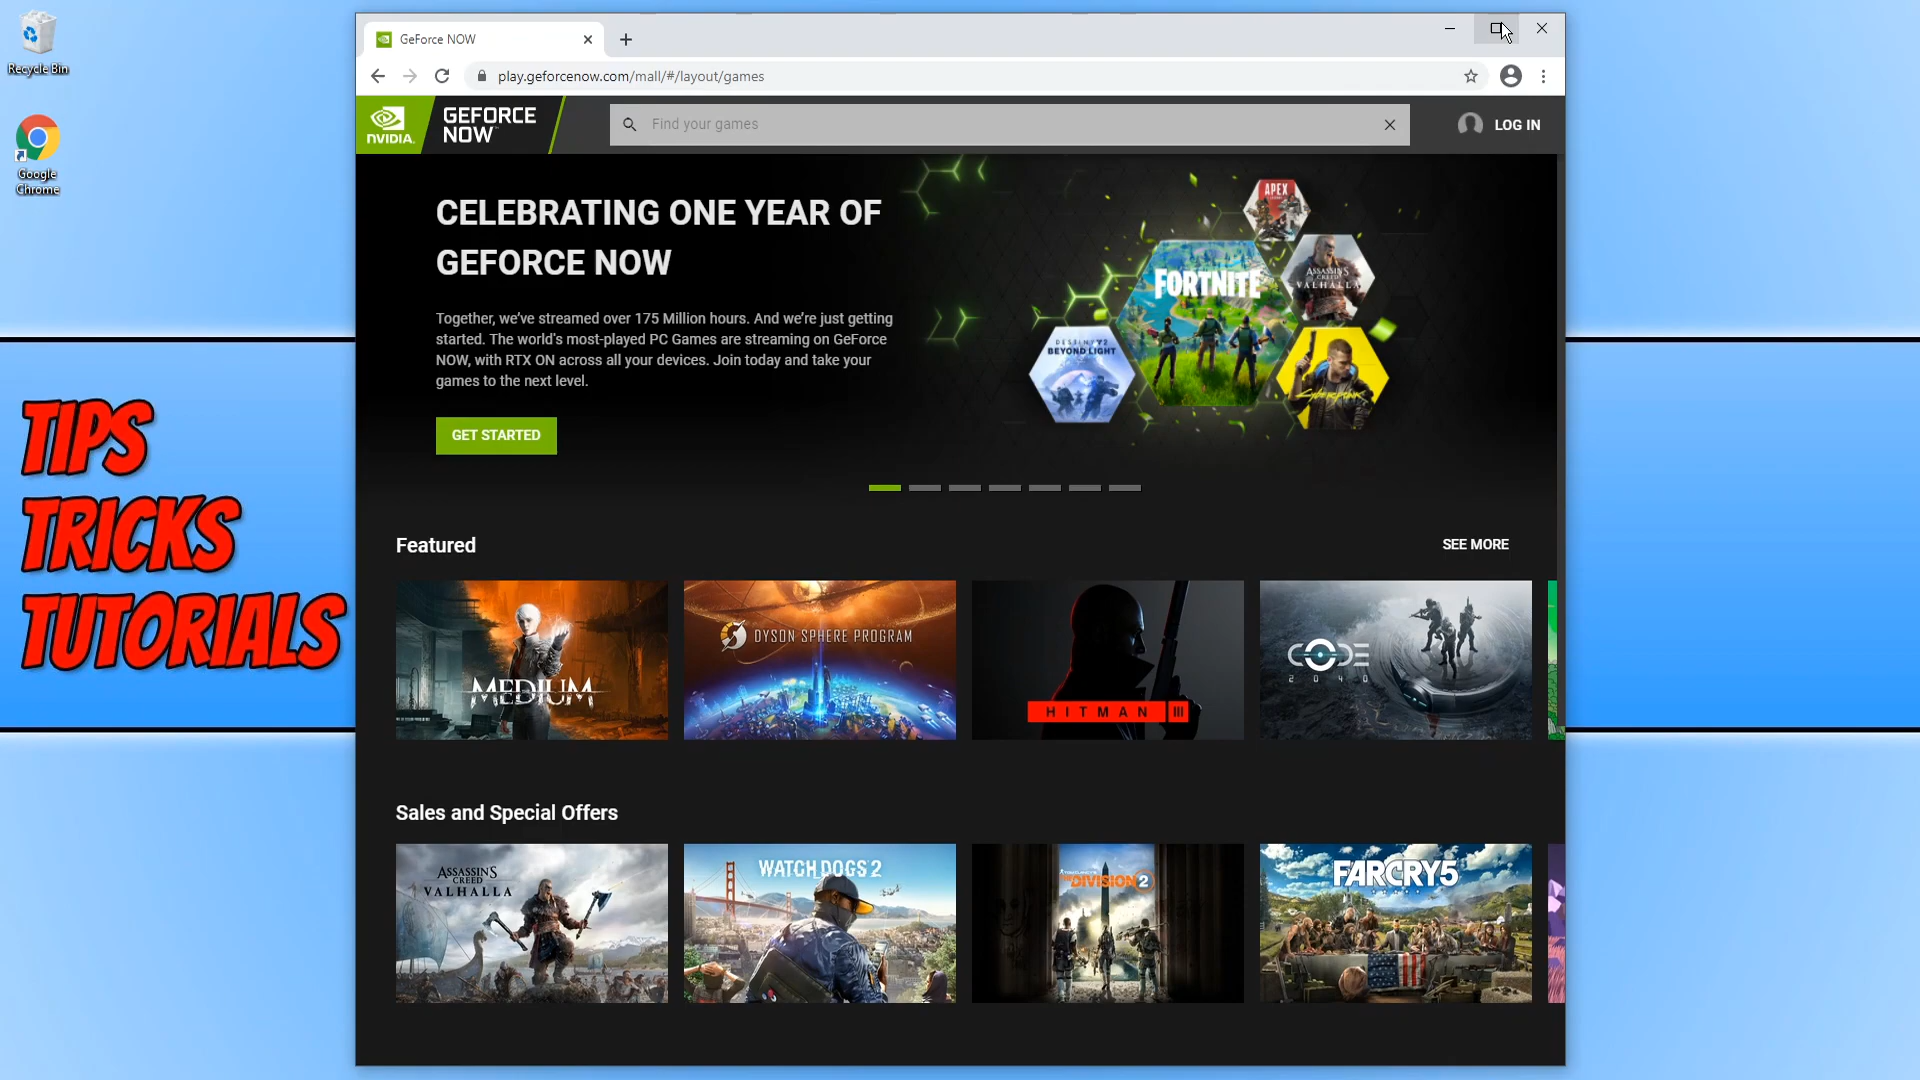 Recycle Bin
Google
Chrome
TIPS
TRICKS
TUTORIALS
GeForce NOW
play.geforcenow.com/mall/#/layout/games
NVIDIA.
GEFORCE
NOW
Find your games
LOG IN
CELEBRATING ONE YEAR OF
GEFORCE NOW
Together, we've streamed over 175 Million hours. And we're just getting
started. The world's most-played PC Games are streaming on GeForce
NOW, with RTX ON across all your devices. Join today and take your
games to the next level.
GET STARTED
APEX
ASSASSIN'S
CREED
VALHALLA
FORTNITE
DESTINY 2
BEYOND LIGHT
Cyberpunk
Featured
SEE MORE
MEDIUM
DYSON SPHERE PROGRAM
HITMAN III
CODE
2040
Sales and Special Offers
ASSASSIN'S
CREED
VALHALLA
WATCH_DOGS 2
DIVISION 2
FARCRY5